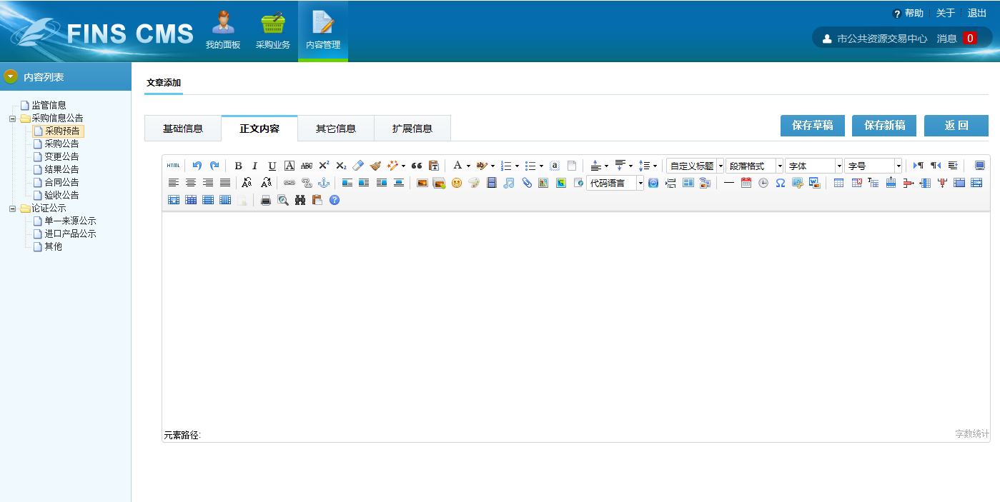 FINS CMS
我的面板
采购业务
内容管理
帮助
关于
退出
市公共资源交易中心 消息 0
内容列表
监管信息
采购信息公告
采购预告
采购公告
变更公告
结果公告
合同公告
验收公告
论证公示
单一来源公示
进口产品公示
其他
文章添加
基础信息
正文内容
其它信息
扩展信息
保存草稿
保存新稿
返 回
HTML B I U A ABC X² X₂ A ab a 自定义标题 段落格式 字体 字号
代码语言
元素路径:
字数统计